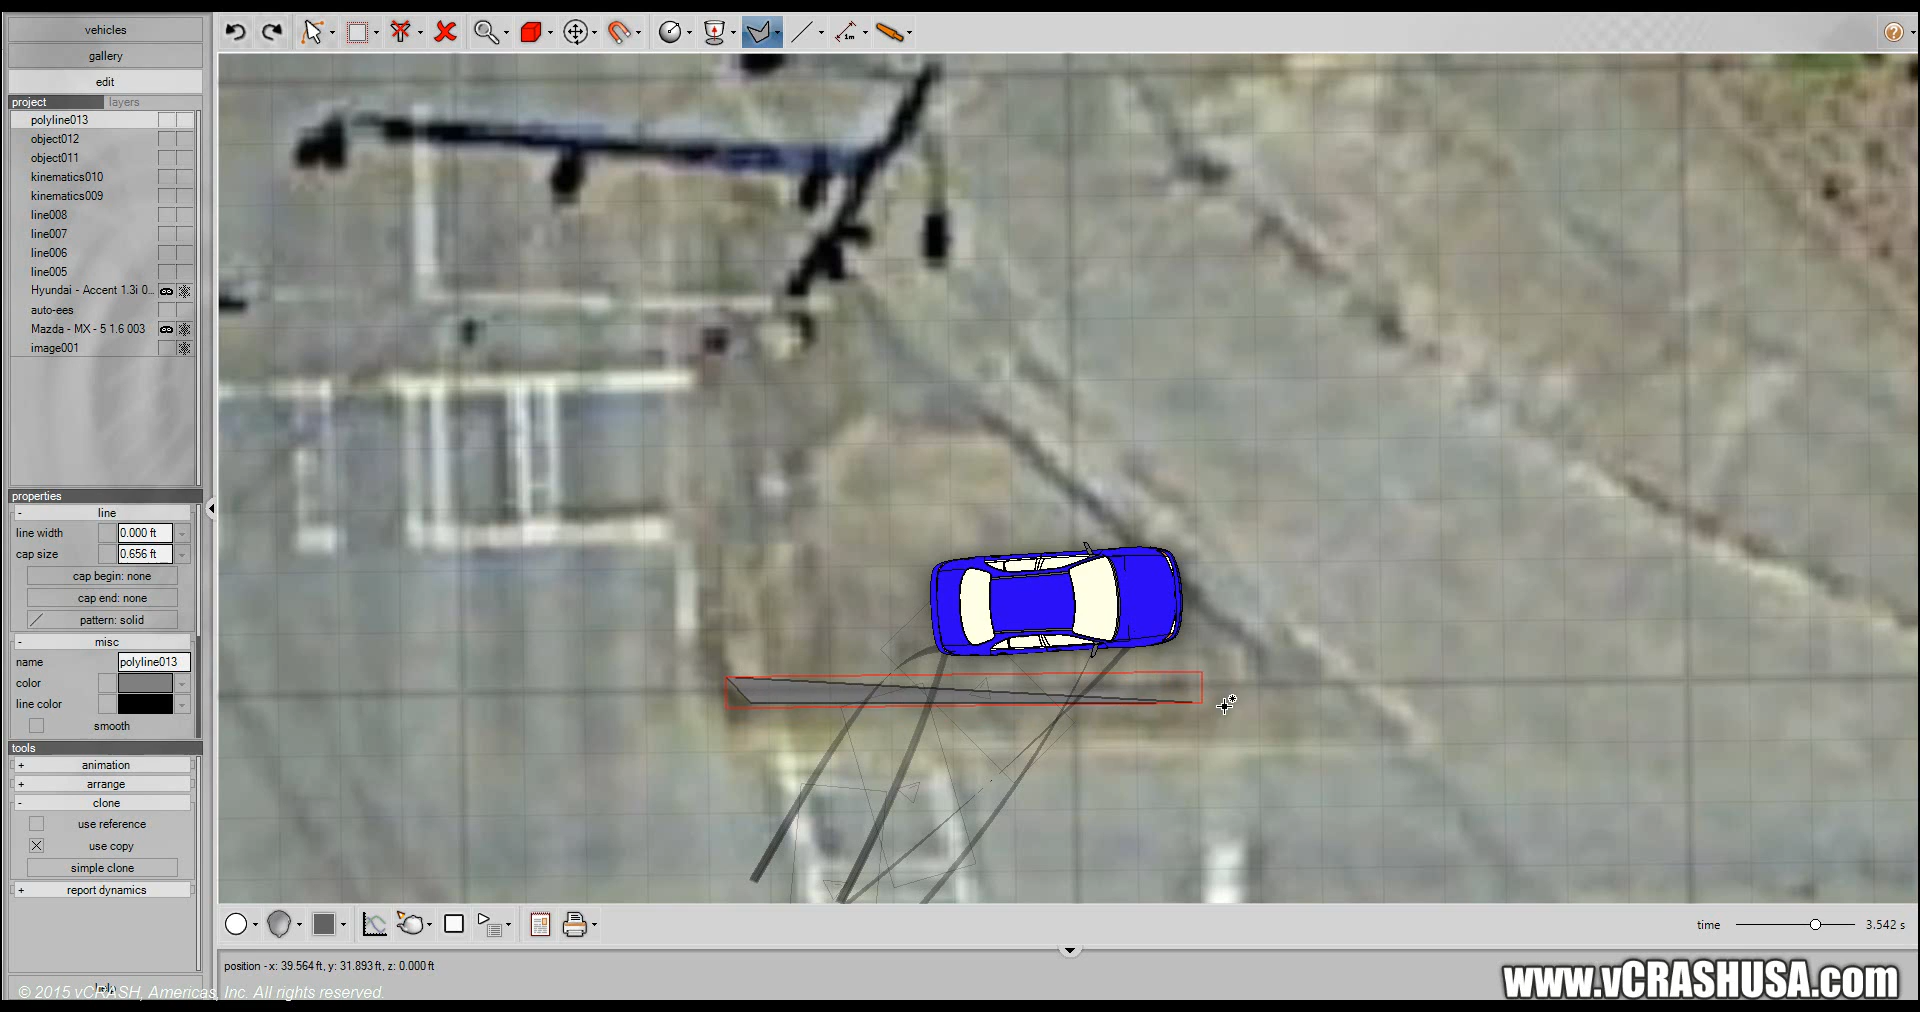 vehicles
gallery
edit
project layers
polyline013
object012
object011
kinematics010
kinematics009
line008
line007
line006
line005
Hyundai - Accent 1.3i 0...
auto-ees
Mazda - MX - 5 1.6 003
image001
properties
- line
line width 0.000 ft
cap size 0.656 ft
cap begin: none
cap end: none
pattern: solid
- misc
name polyline013
color
line color
smooth
tools
+ animation
+ arrange
- clone
use reference
use copy
simple clone
+ report dynamics
help
1m
?
time 3.542 s
position - x: 39.564 ft, y: 31.893 ft, z: 0.000 ft
© 2015 vCRASH, Americas, Inc. All rights reserved.
www.vCRASHUSA.com